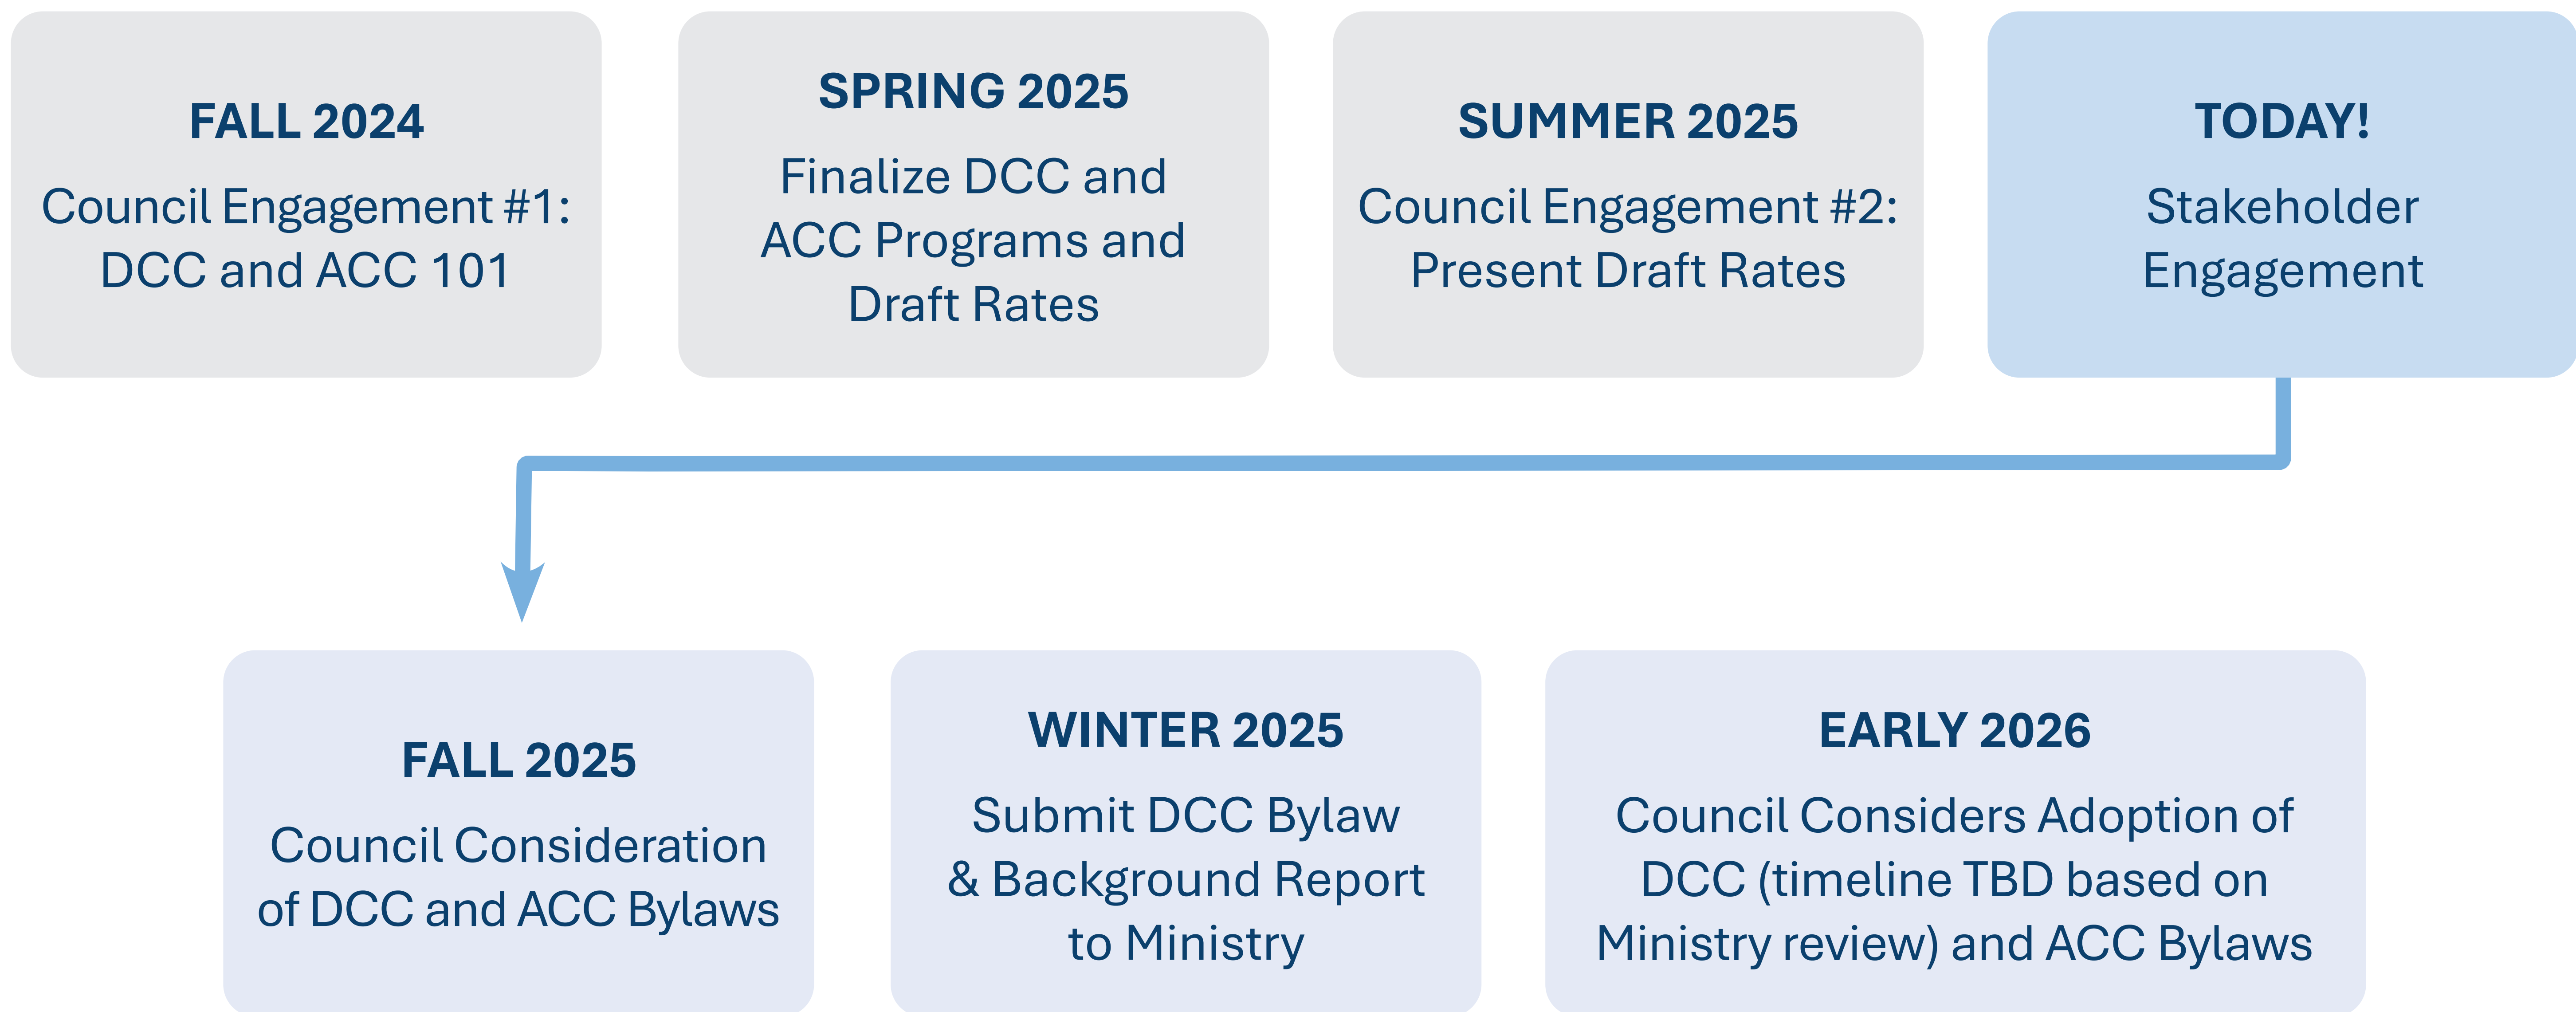 FALL 2024
Council Engagement #1:
DCC and ACC 101
SPRING 2025
Finalize DCC and
ACC Programs and
Draft Rates
SUMMER 2025
Council Engagement #2:
Present Draft Rates
TODAY!
Stakeholder
Engagement
FALL 2025
Council Consideration
of DCC and ACC Bylaws
WINTER 2025
Submit DCC Bylaw
& Background Report
to Ministry
EARLY 2026
Council Considers Adoption of
DCC (timeline TBD based on
Ministry review) and ACC Bylaws